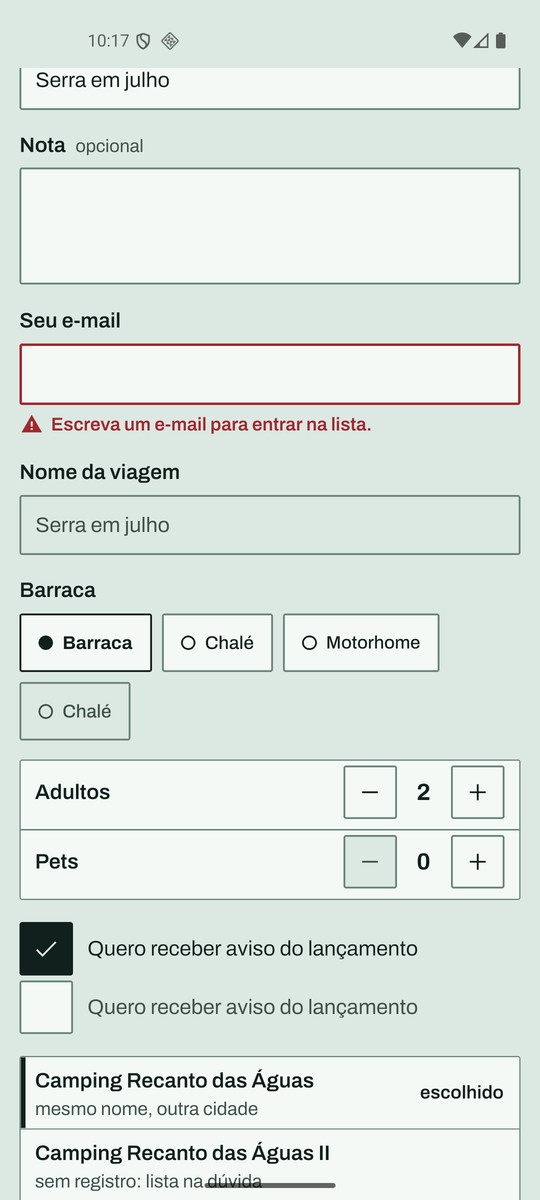 10:17
Serra em julho
Nota opcional
Seu e-mail
Escreva um e-mail para entrar na lista.
Nome da viagem
Serra em julho
Barraca
Barraca Chalé Motorhome
Chalé
Adultos − 2 +
Pets − 0 +
Quero receber aviso do lançamento
Quero receber aviso do lançamento
Camping Recanto das Águas
escolhido
mesmo nome, outra cidade
Camping Recanto das Águas II
sem registro: lista na dúvida